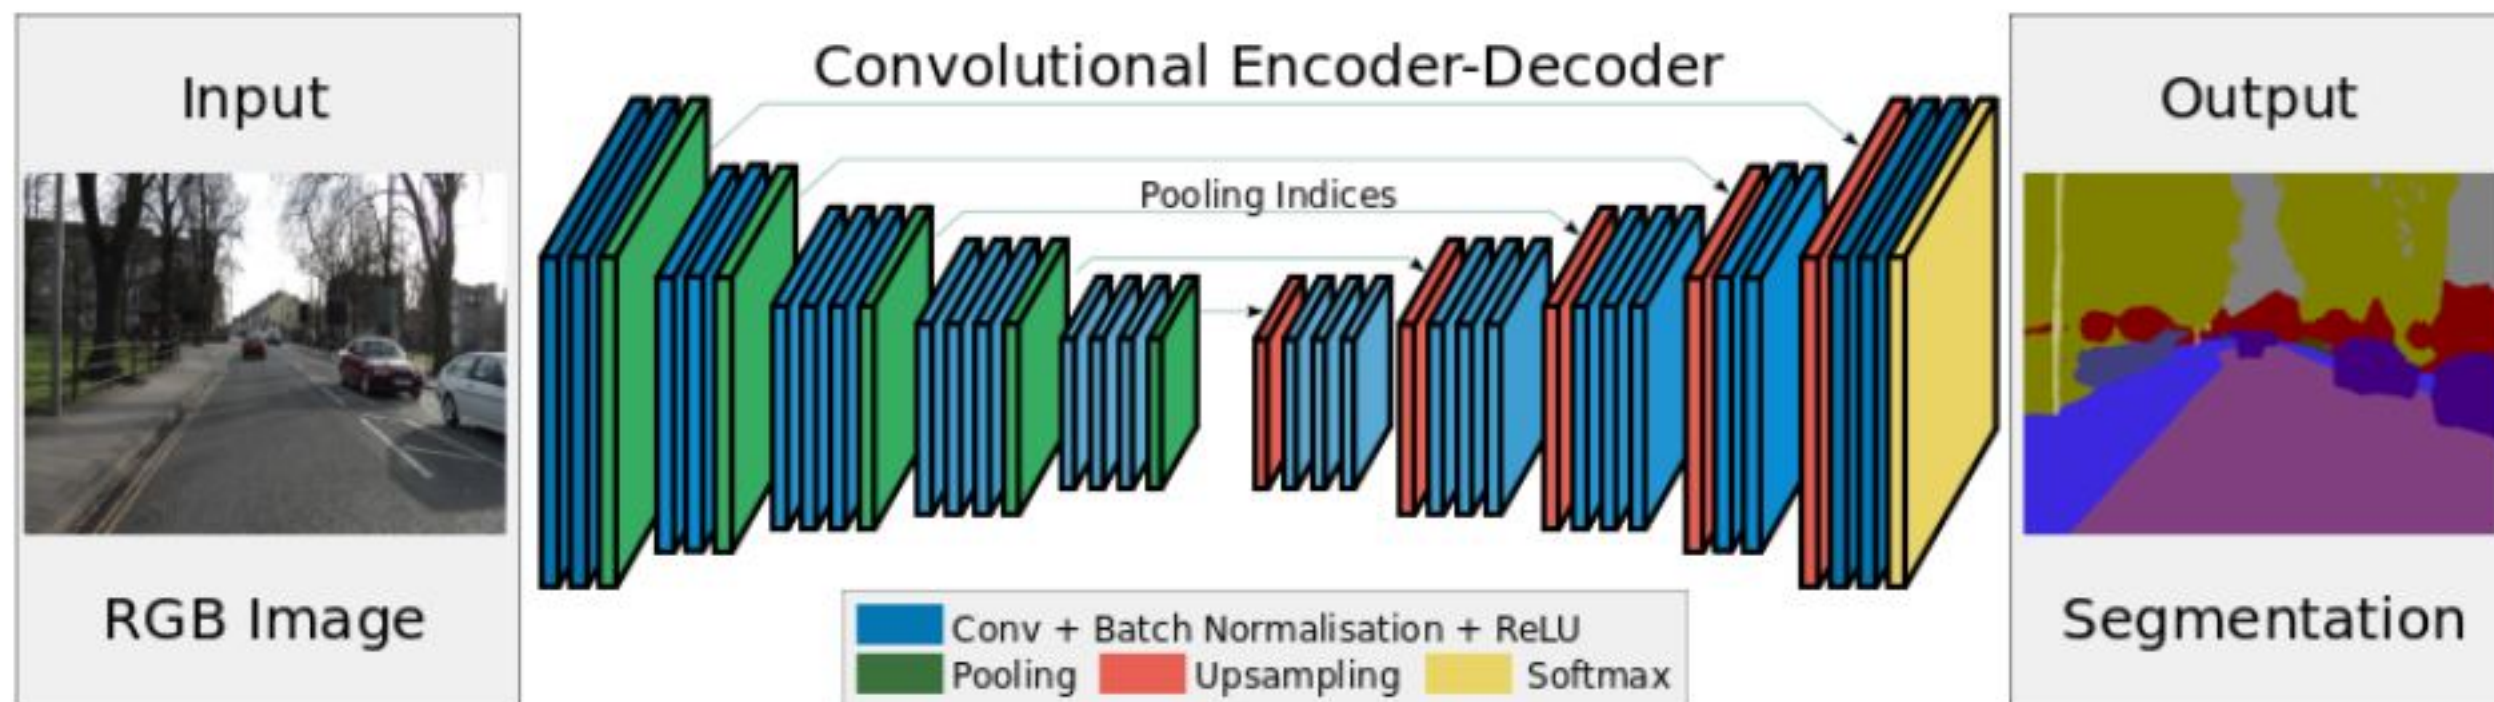 Input
RGB Image
Convolutional Encoder-Decoder
Pooling Indices
Conv + Batch Normalisation + ReLU
Pooling Upsampling Softmax
Output
Segmentation